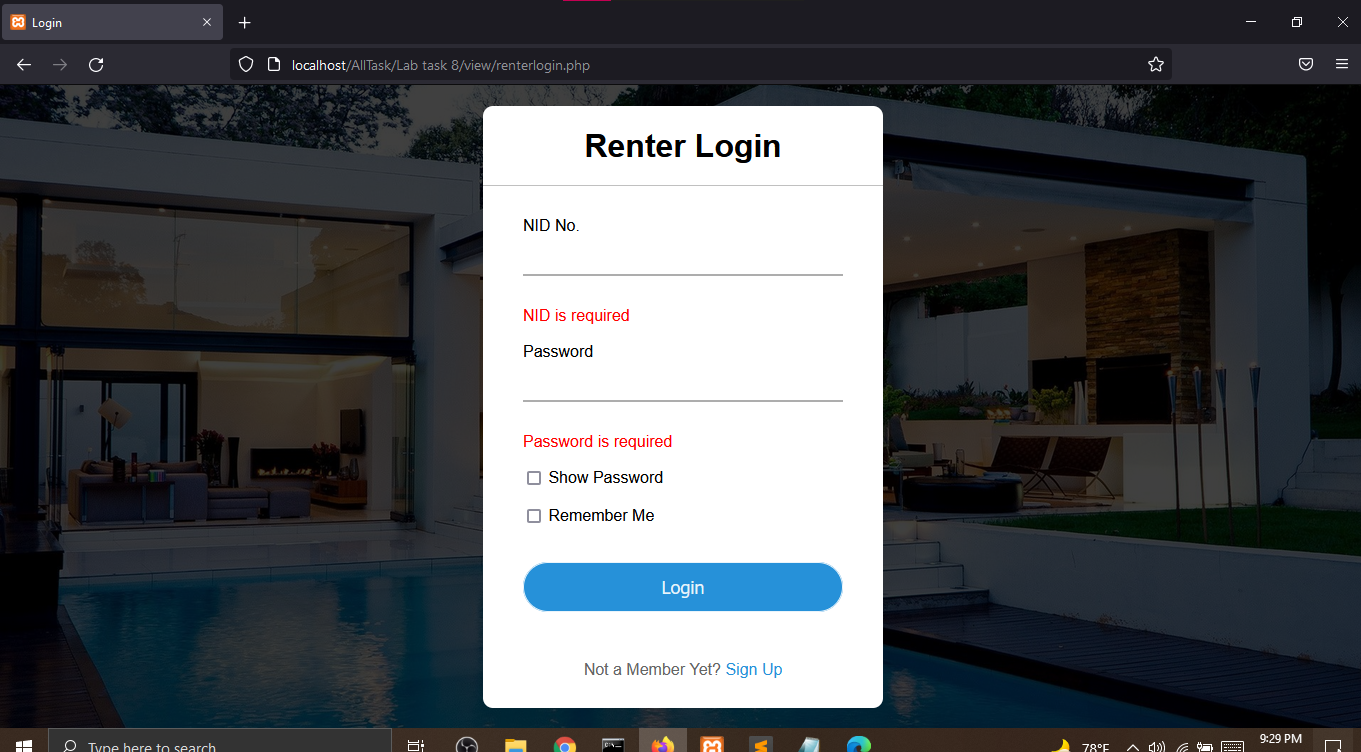 Login
localhost/AllTask/Lab task 8/view/renterlogin.php
Renter Login
NID No.
NID is required
Password
Password is required
Show Password
Remember Me
Login
Not a Member Yet? Sign Up
Type here to search
78°F
9:29 PM